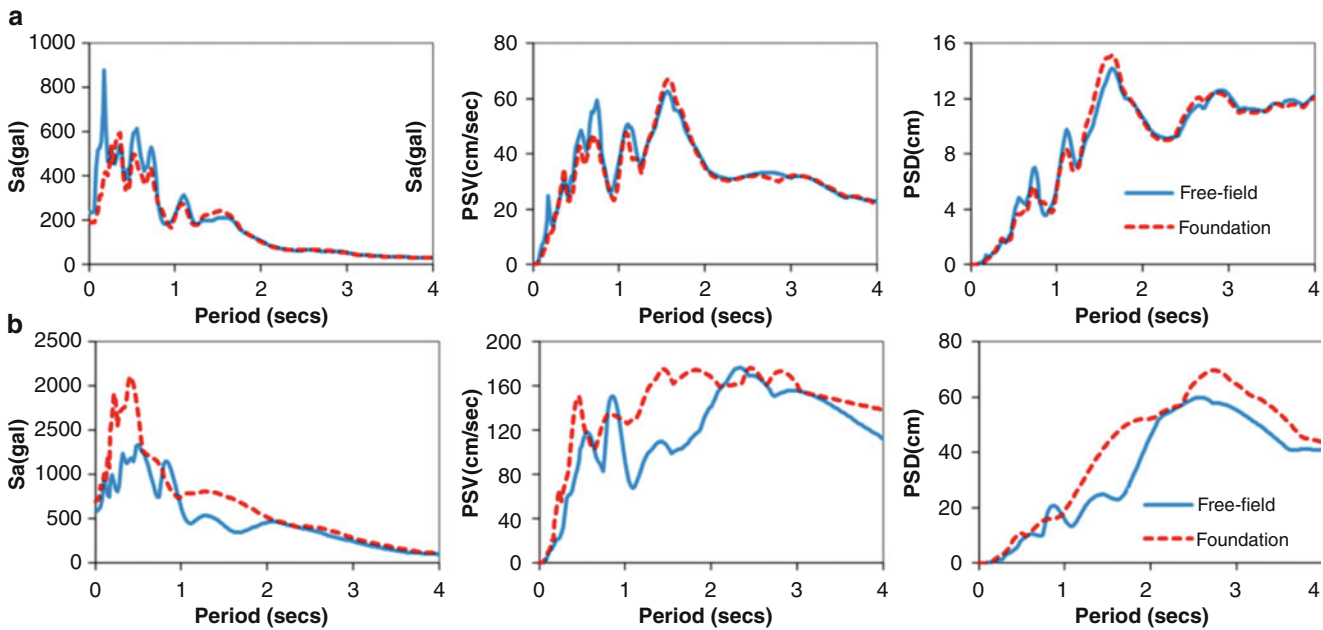 a
1000
800
600
400
200
0
Sa(gal)
0 1 2 3 4
Period (secs)
Sa(gal)
80
60
40
20
0
PSV(cm/sec)
0 1 2 3 4
Period (secs)
16
12
8
4
0
PSD(cm)
Free-field
Foundation
0 1 2 3 4
Period (secs)
b
2500
2000
2500
1000
500
0
Sa(gal)
0 1 2 3 4
Period (secs)
200
160
120
80
40
0
PSV(cm/sec)
0 1 2 3 4
Period (secs)
80
60
40
20
0
PSD(cm)
Free-field
Foundation
0 1 2 3 4
Period (secs)